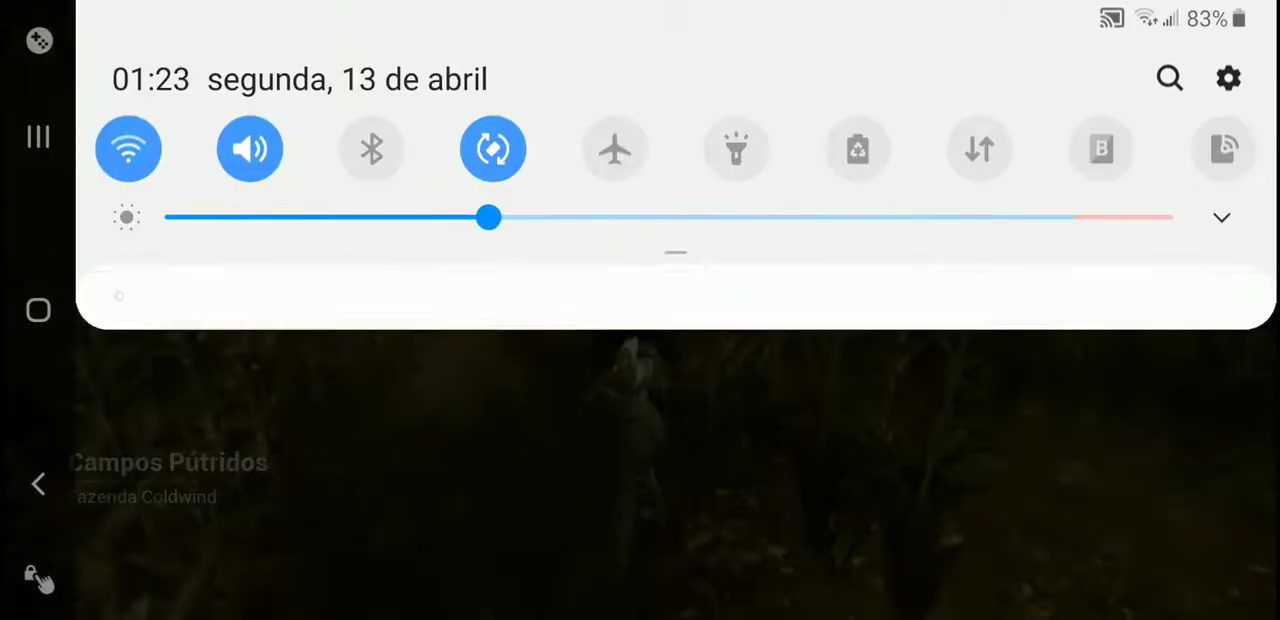 83%
01:23 segunda, 13 de abril
B
Campos Pútridos
Fazenda Coldwind